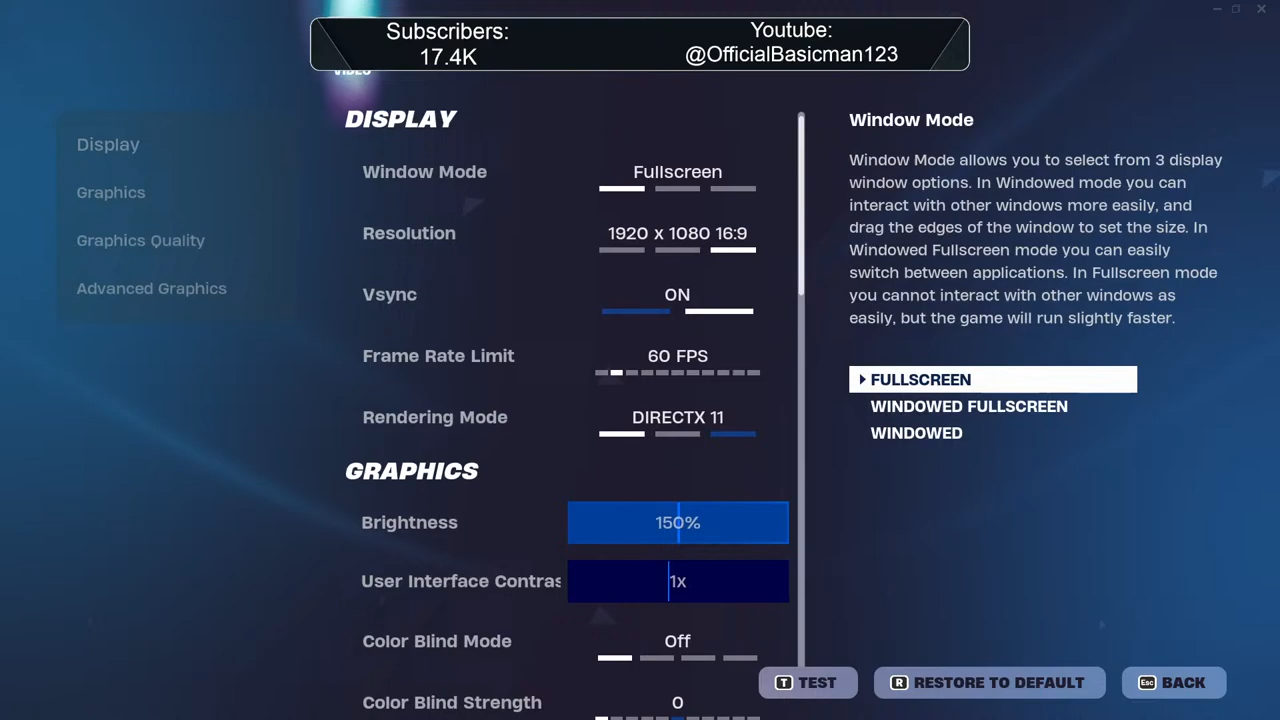 Subscribers:
17.4K
Youtube:
@OfficialBasicman123
VIDEO
Display
Graphics
Graphics Quality
Advanced Graphics
DISPLAY
Window Mode
Fullscreen
Resolution
1920 x 1080 16:9
Vsync
ON
Frame Rate Limit
60 FPS
Rendering Mode
DIRECTX 11
GRAPHICS
Brightness
150%
User Interface Contras
1x
Color Blind Mode
Off
Color Blind Strength
0
Window Mode
Window Mode allows you to select from 3 display
window options. In Windowed mode you can
interact with other windows more easily, and
drag the edges of the window to set the size. In
Windowed Fullscreen mode you can easily
switch between applications. In Fullscreen mode
you cannot interact with other windows as
easily, but the game will run slightly faster.
FULLSCREEN
WINDOWED FULLSCREEN
WINDOWED
T TEST
R RESTORE TO DEFAULT
Esc BACK